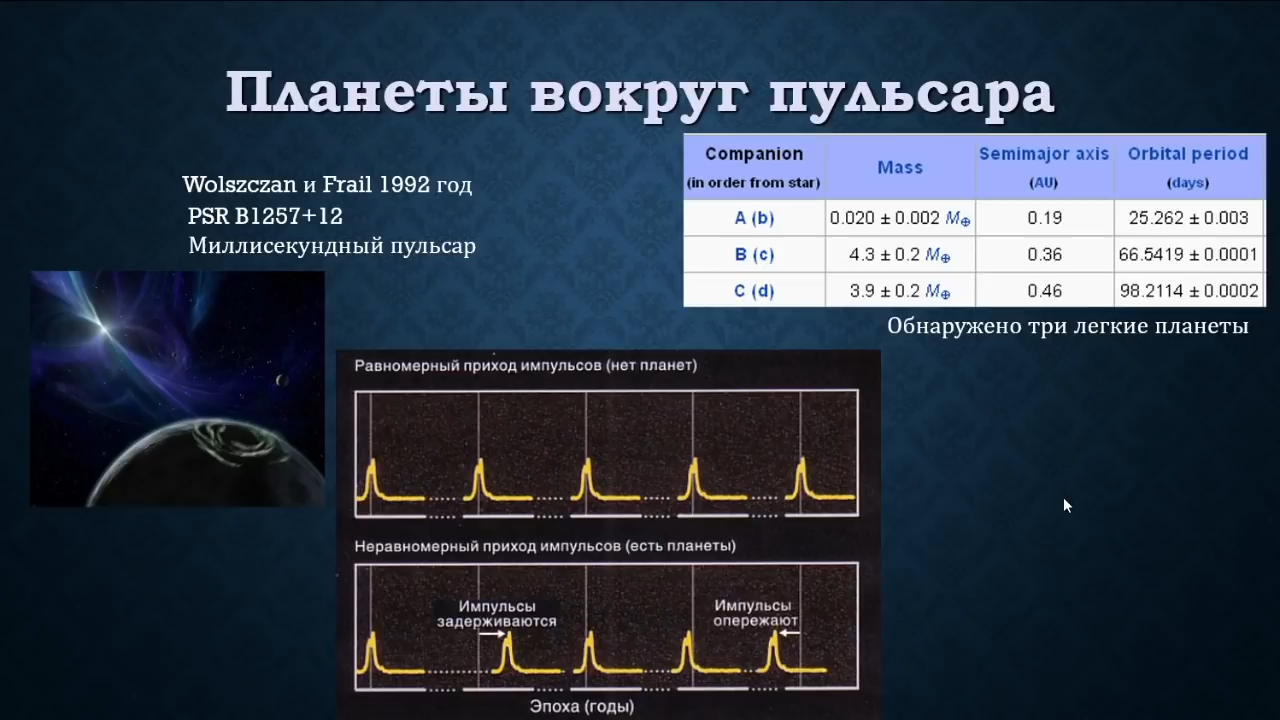 Планеты вокруг пульсара
Wolszczan и Frail 1992 год
PSR B1257+12
Миллисекундный пульсар
Companion Mass Semimajor axis Orbital period
(in order from star) (AU) (days)
A (b) 0.020 ± 0.002 M⊕ 0.19 25.262 ± 0.003
B (c) 4.3 ± 0.2 M⊕ 0.36 66.5419 ± 0.0001
C (d) 3.9 ± 0.2 M⊕ 0.46 98.2114 ± 0.0002
Обнаружено три легкие планеты
Равномерный приход импульсов (нет планет)
Неравномерный приход импульсов (есть планеты)
Импульсы
задерживаются
Импульсы
опережают
Эпоха (годы)